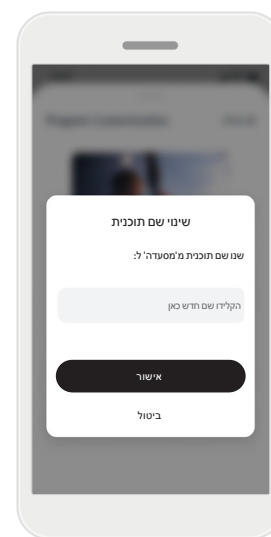 שינוי שם תוכנית
שנו שם תוכנית מ'מסעדה' ל:
הקלידו שם חדש כאן
אישור
ביטול